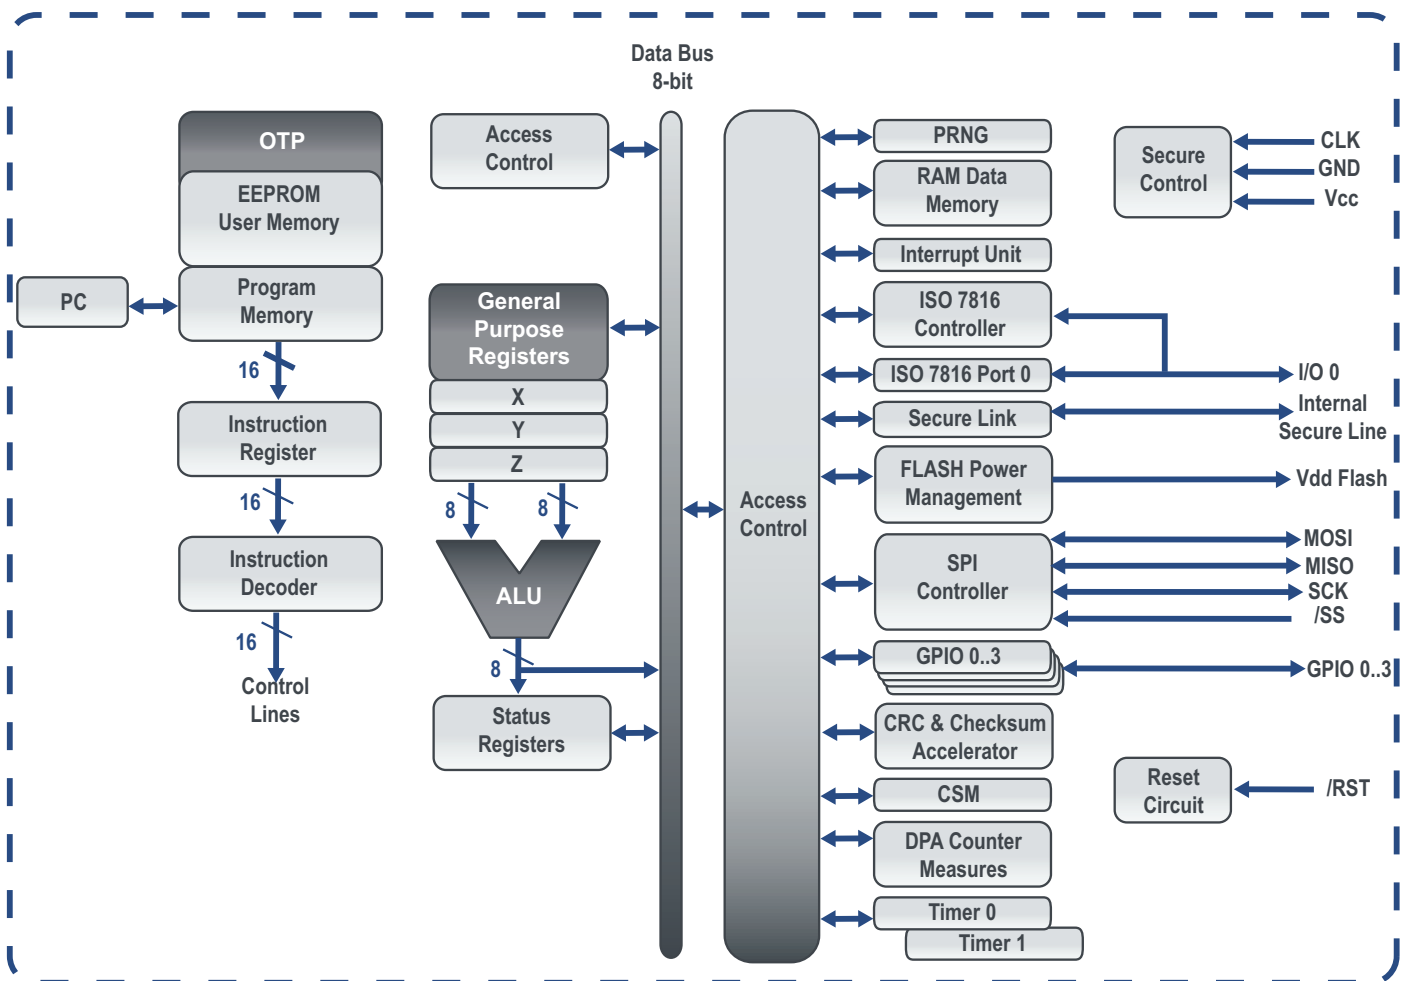 Data Bus
8-bit
OTP
EEPROM
User Memory
Program
Memory
PC
16
Instruction
Register
16
Instruction
Decoder
16
Control
Lines
Access
Control
General
Purpose
Registers
X
Y
Z
8
8
ALU
8
Status
Registers
Access
Control
PRNG
RAM Data
Memory
Interrupt Unit
ISO 7816
Controller
ISO 7816 Port 0
Secure Link
FLASH Power
Management
SPI
Controller
GPIO 0..3
CRC & Checksum
Accelerator
CSM
DPA Counter
Measures
Timer 0
Timer 1
Secure
Control
CLK
GND
Vcc
I/O 0
Internal
Secure Line
Vdd Flash
MOSI
MISO
SCK
/SS
GPIO 0..3
Reset
Circuit
/RST